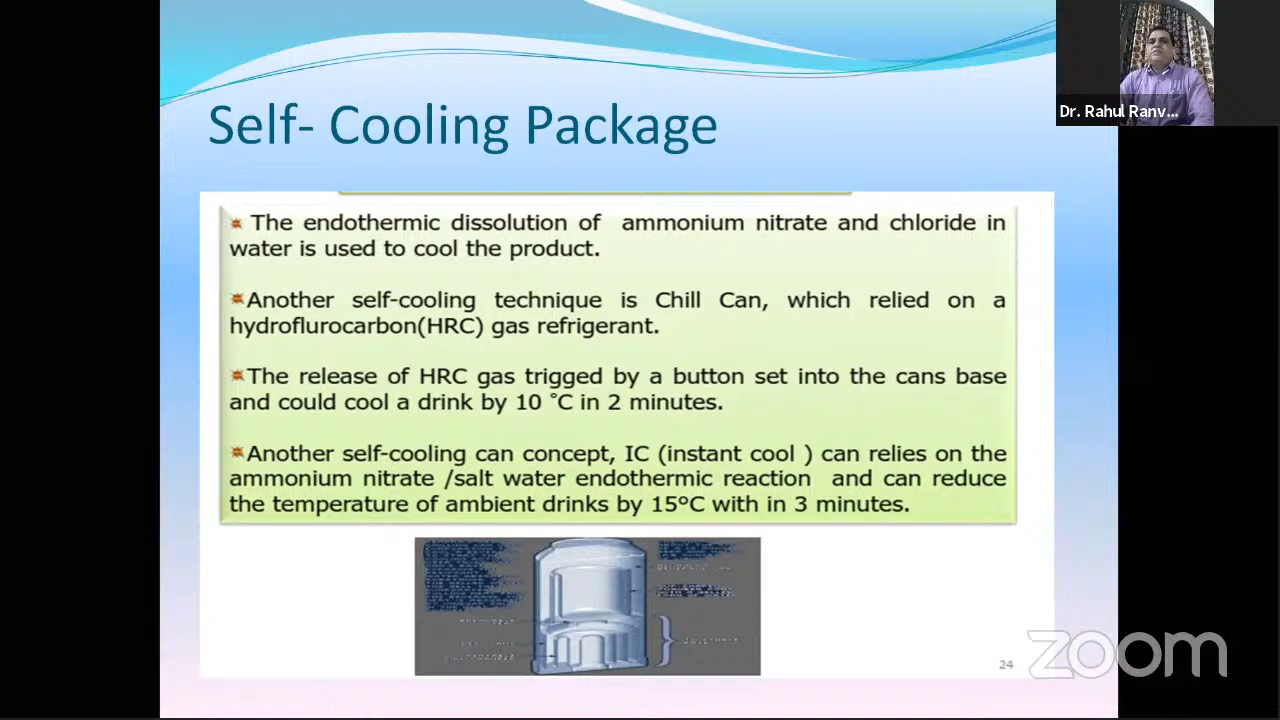 Dr. Rahul Ranv...
Self- Cooling Package
The endothermic dissolution of ammonium nitrate and chloride in
water is used to cool the product.
Another self-cooling technique is Chill Can, which relied on a
hydroflurocarbon(HRC) gas refrigerant.
The release of HRC gas trigged by a button set into the cans base
and could cool a drink by 10 ˚C in 2 minutes.
Another self-cooling can concept, IC (instant cool ) can relies on the
ammonium nitrate /salt water endothermic reaction and can reduce
the temperature of ambient drinks by 15°C with in 3 minutes.
24
zoom